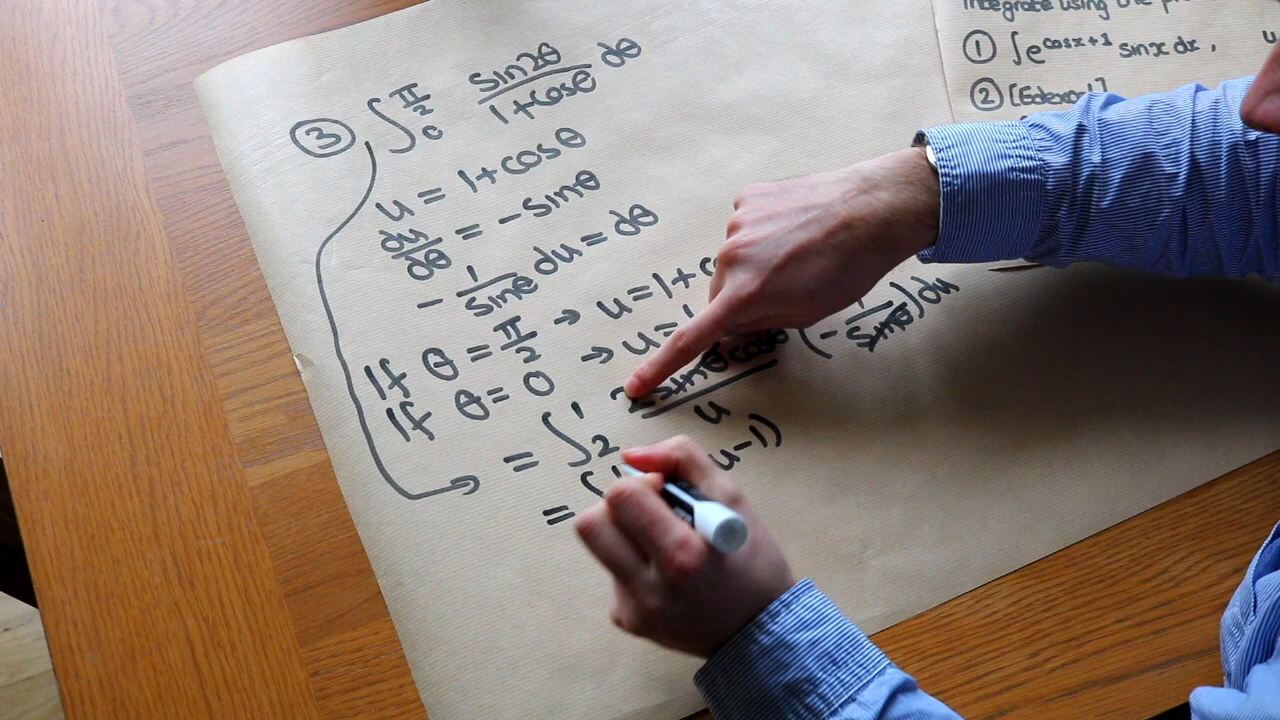 ③ ∫₀^(π/2) sin2θ/(1+cosθ) dθ
u = 1+cosθ
du/dθ = -sinθ
- 1/sinθ du = dθ
If θ = π/2 → u = 1+
If θ = 0 → u =
= ∫₂¹ 2sinθcosθ/u (- 1/sinθ) du
= u-1)
Integrate using the
① ∫e^(cosx+1) sinx dx, u
② [Edexcel]